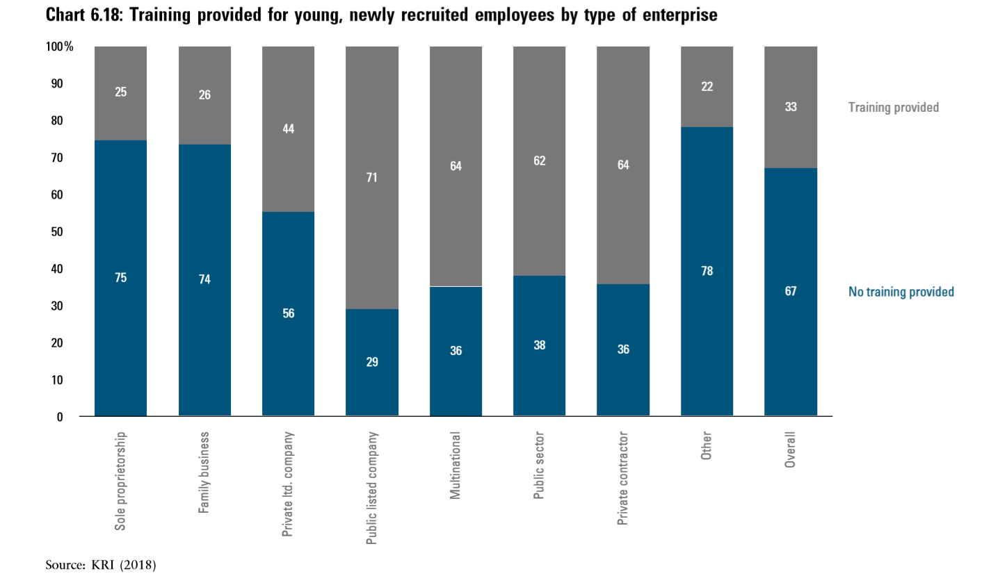 Chart 6.18: Training provided for young, newly recruited employees by type of enterprise
100%
90
80
70
60
50
40
30
20
10
0
25
26
44
71
64
62
64
22
33
75
74
56
29
36
38
36
78
67
Training provided
No training provided
Sole proprietorship
Family business
Private ltd. company
Public listed company
Multinational
Public sector
Private contractor
Other
Overall
Source: KRI (2018)